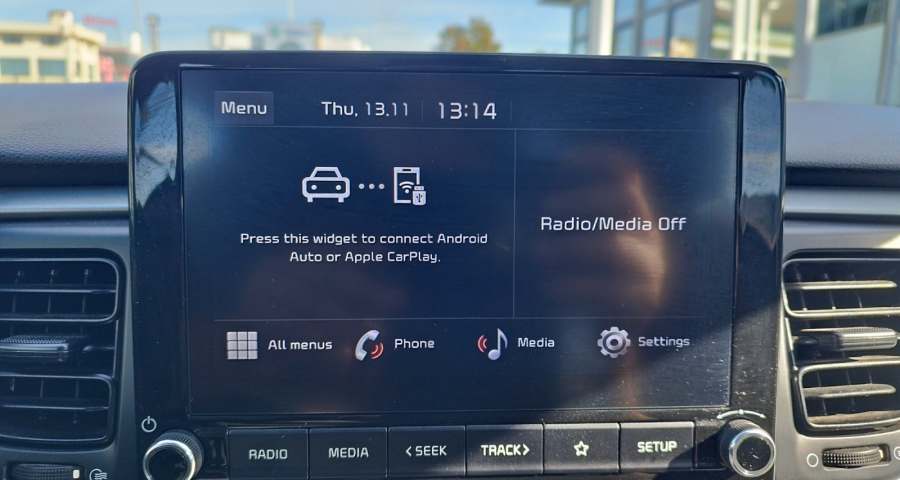 Menu
Thu, 13.11
13:14
Press this widget to connect Android
Auto or Apple CarPlay.
Radio/Media Off
All menus
Phone
Media
Settings
RADIO
MEDIA
< SEEK
TRACK >
SETUP